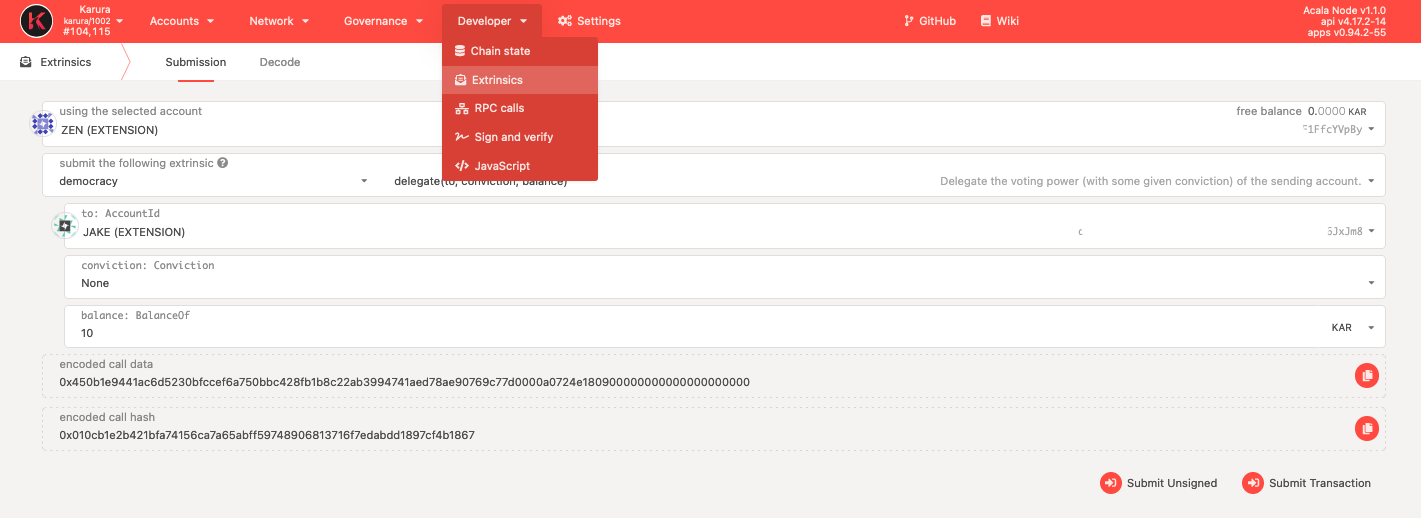 Karura
karura/1002
#104,115
Accounts
Network
Governance
Developer
Settings
GitHub
Wiki
Acala Node v1.1.0
api v4.17.2-14
apps v0.94.2-55
Chain state
Extrinsics
RPC calls
Sign and verify
JavaScript
Extrinsics
Submission
Decode
using the selected account
free balance 0.0000 KAR
ZEN (EXTENSION)
F1FfcYVpBy
submit the following extrinsic
democracy
delegate(to, conviction, balance)
Delegate the voting power (with some given conviction) of the sending account.
to: AccountId
JAKE (EXTENSION)
c
GJxJm8
conviction: Conviction
None
balance: BalanceOf
10
KAR
encoded call data
0x450b1e9441ac6d5230bfccef6a750bbc428fb1b8c22ab3994741aed78ae90769c77d0000a0724e18090000000000000000000000
encoded call hash
0x010cb1e2b421bfa74156ca7a65abff59748906813716f7edabdd1897cf4b1867
Submit Unsigned
Submit Transaction